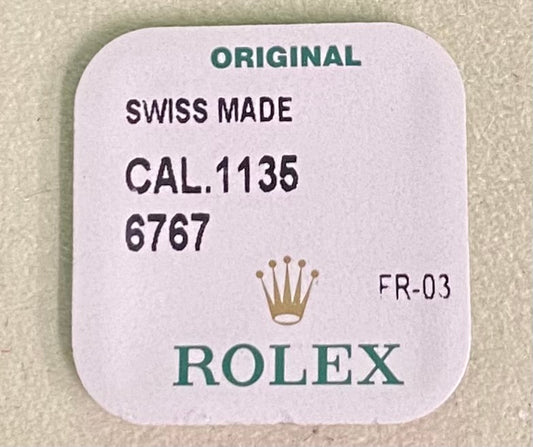 ORIGINAL
SWISS MADE
CAL.1135
6767
FR-03
ROLEX